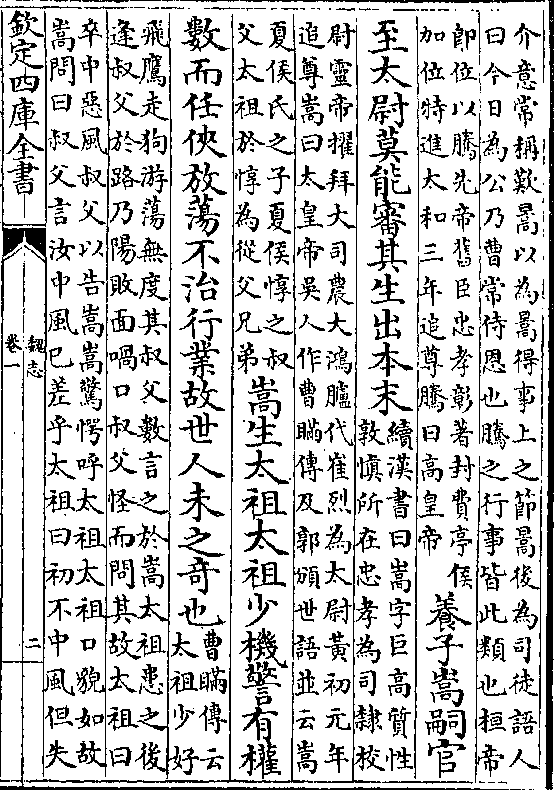 介意常稱歎暠以為暠得事上之節暠後為司徒語人
曰今日為公乃曹常侍恩也騰之行事皆此類也桓帝
即位以騰先帝舊臣忠孝彰著封費亭侯
加位特進太和三年追尊騰曰高皇帝
養子嵩嗣官
至太尉莫能審其生出本末
續漢書曰嵩字巨高質性
敦慎所在忠孝為司隸校
尉靈帝擢拜大司農大鴻臚代崔烈為太尉黃初元年
追尊嵩曰太皇帝吳人作曹瞞傳及郭頒世語並云嵩
夏侯氏之子夏侯惇之叔
父太祖於惇為從父兄弟
嵩生太祖太祖少機警有權
數而任俠放蕩不治行業故世人未之奇也
曹瞞傳云
太祖少好
飛鷹走狗游蕩無度其叔父數言之於嵩太祖患之後
逢叔父於路乃陽敗面喎口叔父怪而問其故太祖曰
卒中惡風叔父以告嵩嵩驚愕呼太祖太祖口貌如故
嵩問曰叔父言汝中風已差乎太祖曰初不中風但失
欽定四庫全書
魏志
卷一
二